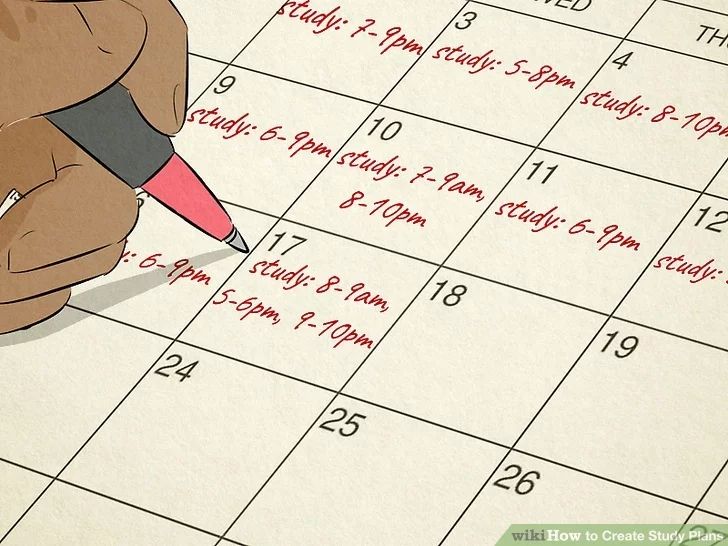 TH
study: 7-9pm
3
study: 5-8pm
4
study: 8-10pm
9
study: 6-9pm
10
study: 7-9am,
8-10pm
11
study: 6-9pm
12
study:
6-9pm
17
study: 8-9am,
5-6pm, 9-10pm
18
19
24
25
26
wikiHow to Create Study Plans